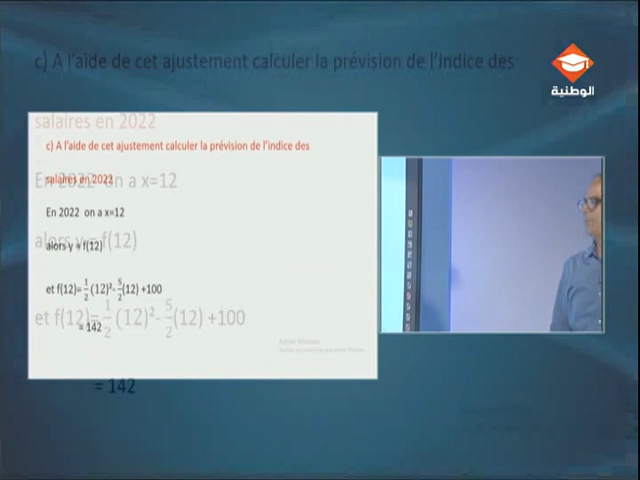 c) A l'aide de cet ajustement calculer la prévision de l'indice des
salaires en 2022
En 2022 on a x=12
alors y = f(12)
et f(12)= 1/2 (12)²- 5/2 (12) +100
= 142
c) A l'aide de cet ajustement calculer la prévision de l'indice des
salaires en 2022
En 2022 on a x=12
alors y = f(12)
et f(12)= 1/2 (12)²- 5/2 (12) +100
= 142
الوطنية